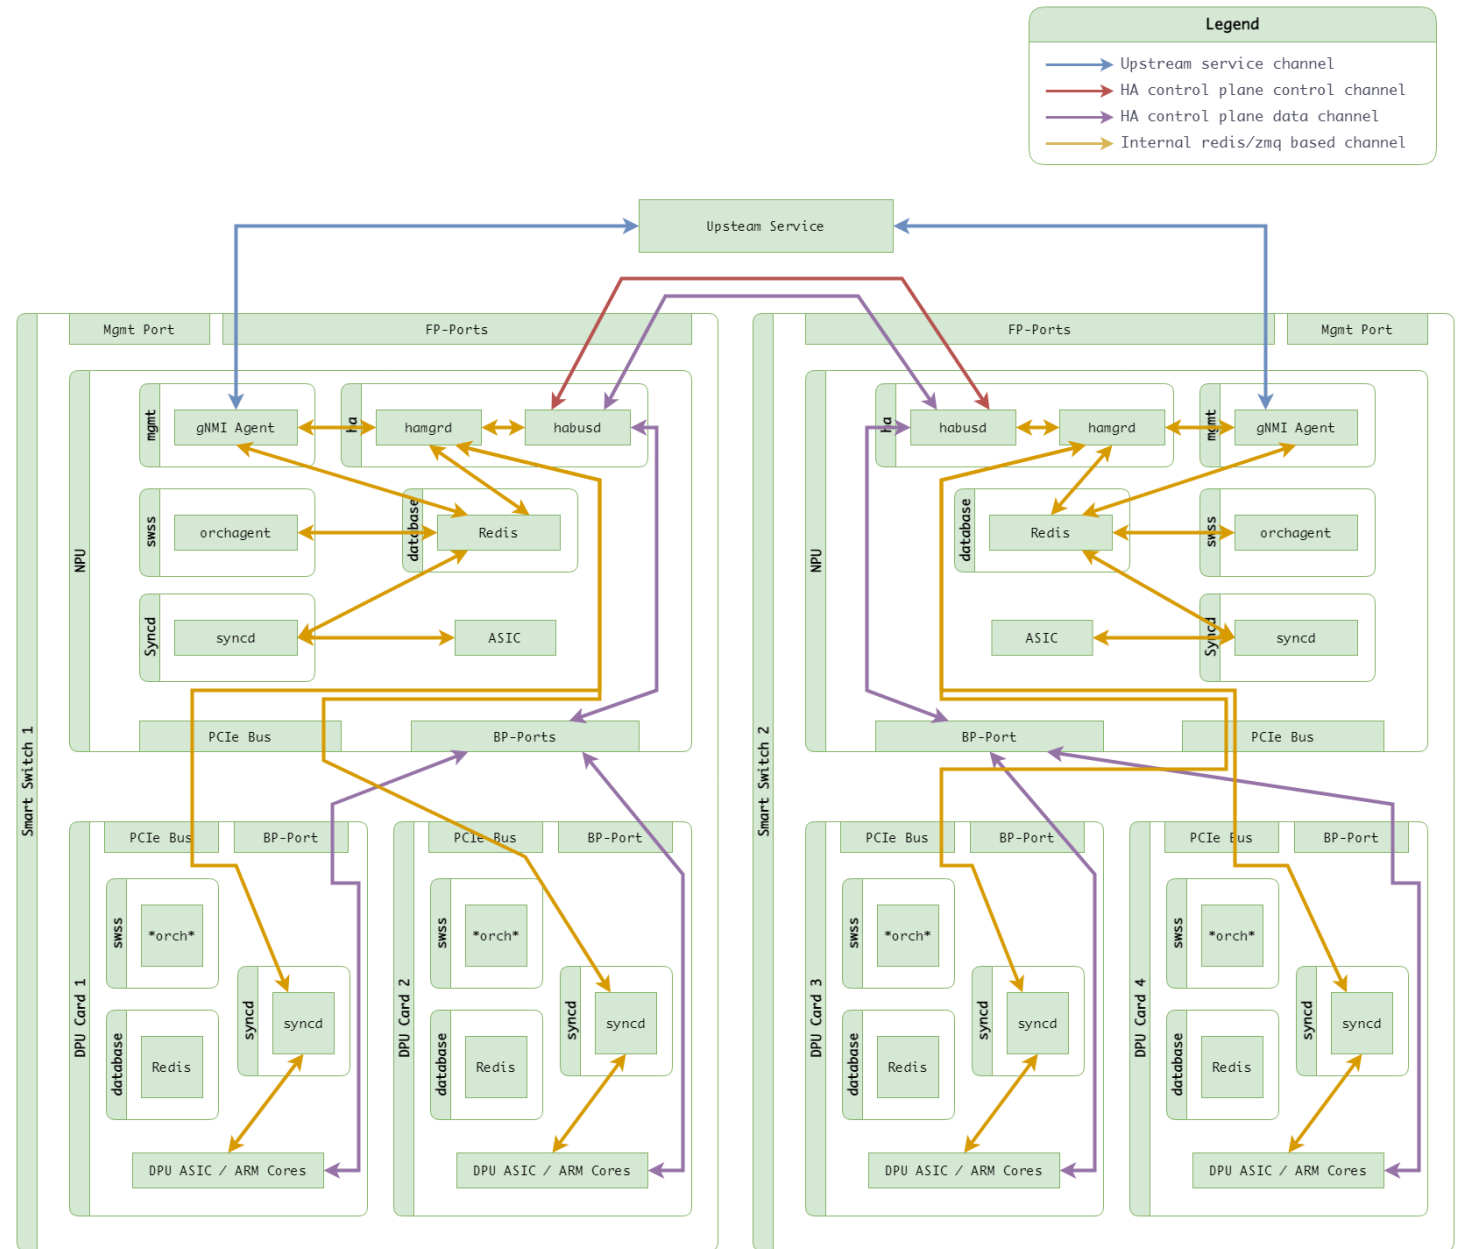 Legend
Upstream service channel
HA control plane control channel
HA control plane data channel
Internal redis/zmq based channel
Upsteam Service
Smart Switch 1
Mgmt Port
FP-Ports
NPU
mgmt
gNMI Agent
ha
hamgrd
habusd
swss
orchagent
database
Redis
Syncd
syncd
ASIC
PCIe Bus
BP-Ports
DPU Card 1
PCIe Bus
BP-Port
swss
*orch*
syncd
syncd
database
Redis
DPU ASIC / ARM Cores
DPU Card 2
PCIe Bus
BP-Port
swss
*orch*
syncd
syncd
database
Redis
DPU ASIC / ARM Cores
Smart Switch 2
FP-Ports
Mgmt Port
NPU
ha
habusd
hamgrd
mgmt
gNMI Agent
database
Redis
swss
orchagent
ASIC
Syncd
syncd
BP-Port
PCIe Bus
DPU Card 3
PCIe Bus
BP-Port
swss
*orch*
syncd
syncd
database
Redis
DPU ASIC / ARM Cores
DPU Card 4
PCIe Bus
BP-Port
swss
*orch*
syncd
syncd
database
Redis
DPU ASIC / ARM Cores